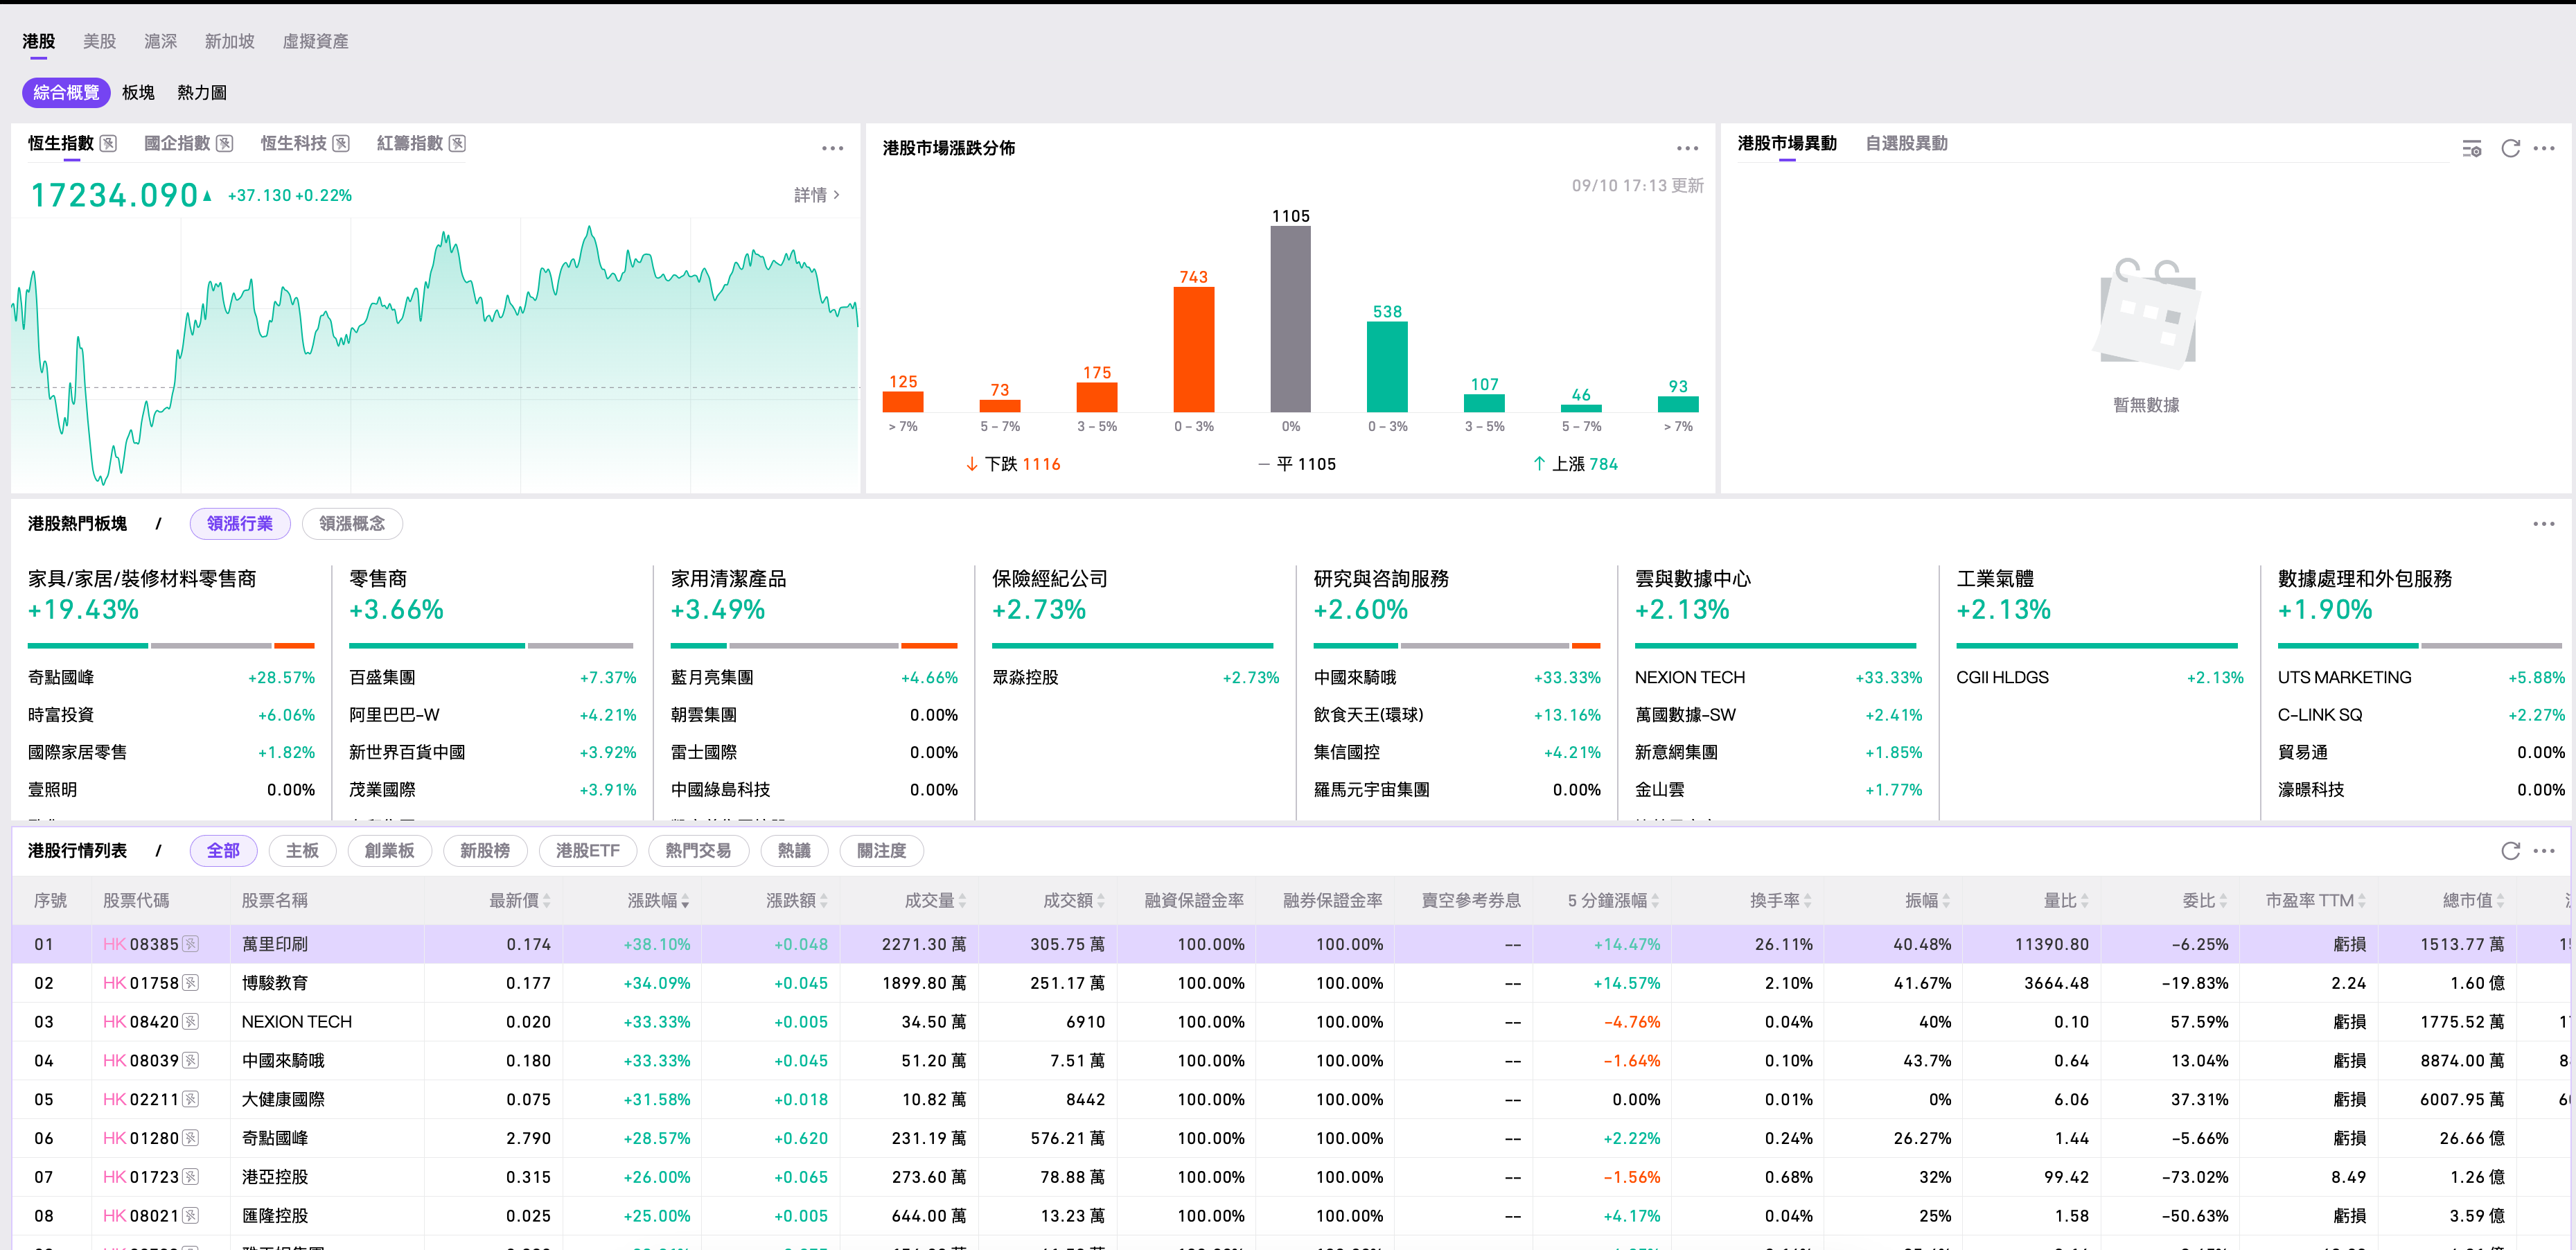 港股 美股 滬深 新加坡 虛擬資產
綜合概覽 板塊 熱力圖
恆生指數 國企指數 恆生科技 紅籌指數
17234.090 +37.130 +0.22% 詳情
港股市場漲跌分佈
09/10 17:13 更新
1105
743
538
125 73 175 107 46 93
> 7% 5 - 7% 3 - 5% 0 - 3% 0% 0 - 3% 3 - 5% 5 - 7% > 7%
下跌 1116 平 1105 上漲 784
港股市場異動 自選股異動
暫無數據
港股熱門板塊 / 領漲行業 領漲概念
家具/家居/裝修材料零售商
+19.43%
奇點國峰 +28.57%
時富投資 +6.06%
國際家居零售 +1.82%
壹照明 0.00%
零售商
+3.66%
百盛集團 +7.37%
阿里巴巴-W +4.21%
新世界百貨中國 +3.92%
茂業國際 +3.91%
家用清潔產品
+3.49%
藍月亮集團 +4.66%
朝雲集團 0.00%
雷士國際 0.00%
中國綠島科技 0.00%
保險經紀公司
+2.73%
眾淼控股 +2.73%
研究與咨詢服務
+2.60%
中國來騎哦 +33.33%
飲食天王(環球) +13.16%
集信國控 +4.21%
羅馬元宇宙集團 0.00%
雲與數據中心
+2.13%
NEXION TECH +33.33%
萬國數據-SW +2.41%
新意網集團 +1.85%
金山雲 +1.77%
工業氣體
+2.13%
CGII HLDGS +2.13%
數據處理和外包服務
+1.90%
UTS MARKETING +5.88%
C-LINK SQ +2.27%
貿易通 0.00%
濠暻科技 0.00%
港股行情列表 / 全部 主板 創業板 新股榜 港股ETF 熱門交易 熱議 關注度
序號 股票代碼 股票名稱 最新價 漲跌幅 漲跌額 成交量 成交額 融資保證金率 融券保證金率 賣空參考券息 5 分鐘漲幅 換手率 振幅 量比 委比 市盈率 TTM 總市值
01 HK 08385 萬里印刷 0.174 +38.10% +0.048 2271.30 萬 305.75 萬 100.00% 100.00% -- +14.47% 26.11% 40.48% 11390.80 -6.25% 虧損 1513.77 萬
02 HK 01758 博駿教育 0.177 +34.09% +0.045 1899.80 萬 251.17 萬 100.00% 100.00% -- +14.57% 2.10% 41.67% 3664.48 -19.83% 2.24 1.60 億
03 HK 08420 NEXION TECH 0.020 +33.33% +0.005 34.50 萬 6910 100.00% 100.00% -- -4.76% 0.04% 40% 0.10 57.59% 虧損 1775.52 萬
04 HK 08039 中國來騎哦 0.180 +33.33% +0.045 51.20 萬 7.51 萬 100.00% 100.00% -- -1.64% 0.10% 43.7% 0.64 13.04% 虧損 8874.00 萬
05 HK 02211 大健康國際 0.075 +31.58% +0.018 10.82 萬 8442 100.00% 100.00% -- 0.00% 0.01% 0% 6.06 37.31% 虧損 6007.95 萬
06 HK 01280 奇點國峰 2.790 +28.57% +0.620 231.19 萬 576.21 萬 100.00% 100.00% -- +2.22% 0.24% 26.27% 1.44 -5.66% 虧損 26.66 億
07 HK 01723 港亞控股 0.315 +26.00% +0.065 273.60 萬 78.88 萬 100.00% 100.00% -- -1.56% 0.68% 32% 99.42 -73.02% 8.49 1.26 億
08 HK 08021 匯隆控股 0.025 +25.00% +0.005 644.00 萬 13.23 萬 100.00% 100.00% -- +4.17% 0.04% 25% 1.58 -50.63% 虧損 3.59 億